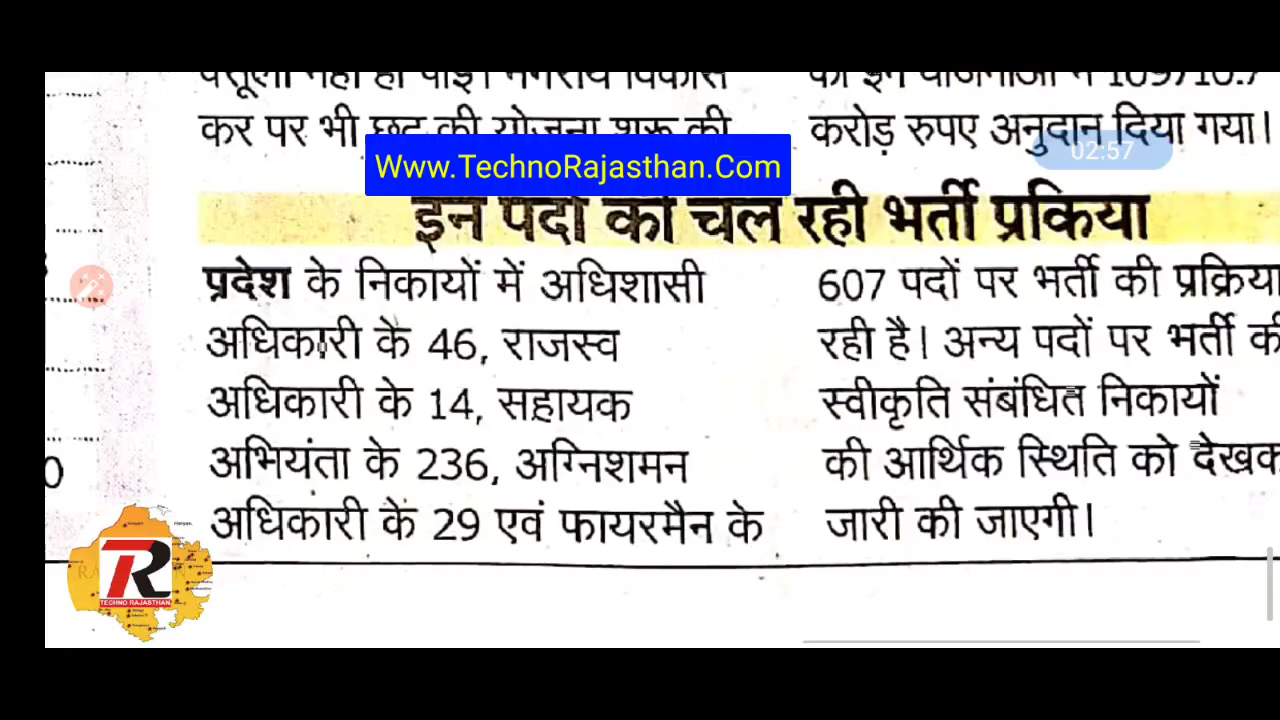 कर पर भी छूट की योजना शुरू की
करोड़ रुपए अनुदान दिया गया।
02:57
Www.TechnoRajasthan.Com
इन पदों की चल रही भर्ती प्रकिया
प्रदेश के निकायों में अधिशासी
अधिकारी के 46, राजस्व
अधिकारी के 14, सहायक
अभियंता के 236, अग्निशमन
अधिकारी के 29 एवं फायरमैन के
607 पदों पर भर्ती की प्रक्रिया
रही है। अन्य पदों पर भर्ती की
स्वीकृति संबंधित निकायों
की आर्थिक स्थिति को
जारी की जाएगी।
TR
TECHNO RAJASTHAN